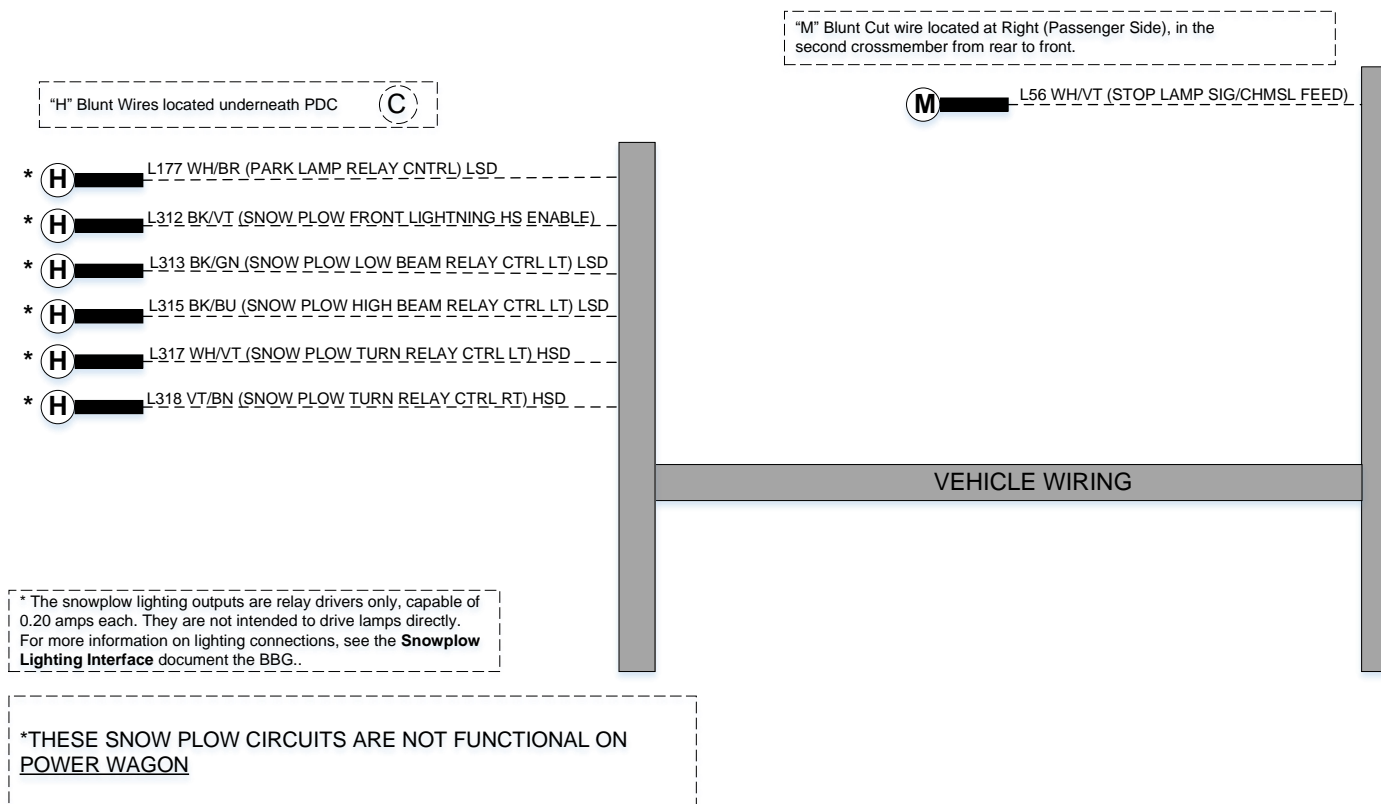 “M” Blunt Cut wire located at Right (Passenger Side), in the
second crossmember from rear to front.
“H” Blunt Wires located underneath PDC
C
M
L56 WH/VT (STOP LAMP SIG/CHMSL FEED)
* H L177 WH/BR (PARK LAMP RELAY CNTRL) LSD
* H L312 BK/VT (SNOW PLOW FRONT LIGHTNING HS ENABLE)
* H L313 BK/GN (SNOW PLOW LOW BEAM RELAY CTRL LT) LSD
* H L315 BK/BU (SNOW PLOW HIGH BEAM RELAY CTRL LT) LSD
* H L317 WH/VT (SNOW PLOW TURN RELAY CTRL LT) HSD
* H L318 VT/BN (SNOW PLOW TURN RELAY CTRL RT) HSD
VEHICLE WIRING
* The snowplow lighting outputs are relay drivers only, capable of
0.20 amps each. They are not intended to drive lamps directly.
For more information on lighting connections, see the Snowplow
Lighting Interface document the BBG..
*THESE SNOW PLOW CIRCUITS ARE NOT FUNCTIONAL ON
POWER WAGON